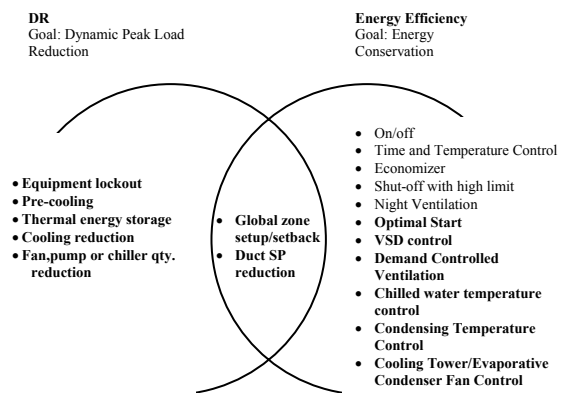 DR
Goal: Dynamic Peak Load
Reduction
Energy Efficiency
Goal: Energy
Conservation
• Equipment lockout
• Pre-cooling
• Thermal energy storage
• Cooling reduction
• Fan,pump or chiller qty.
reduction
• Global zone
setup/setback
• Duct SP
reduction
• On/off
• Time and Temperature Control
• Economizer
• Shut-off with high limit
• Night Ventilation
• Optimal Start
• VSD control
• Demand Controlled
Ventilation
• Chilled water temperature
control
• Condensing Temperature
Control
• Cooling Tower/Evaporative
Condenser Fan Control